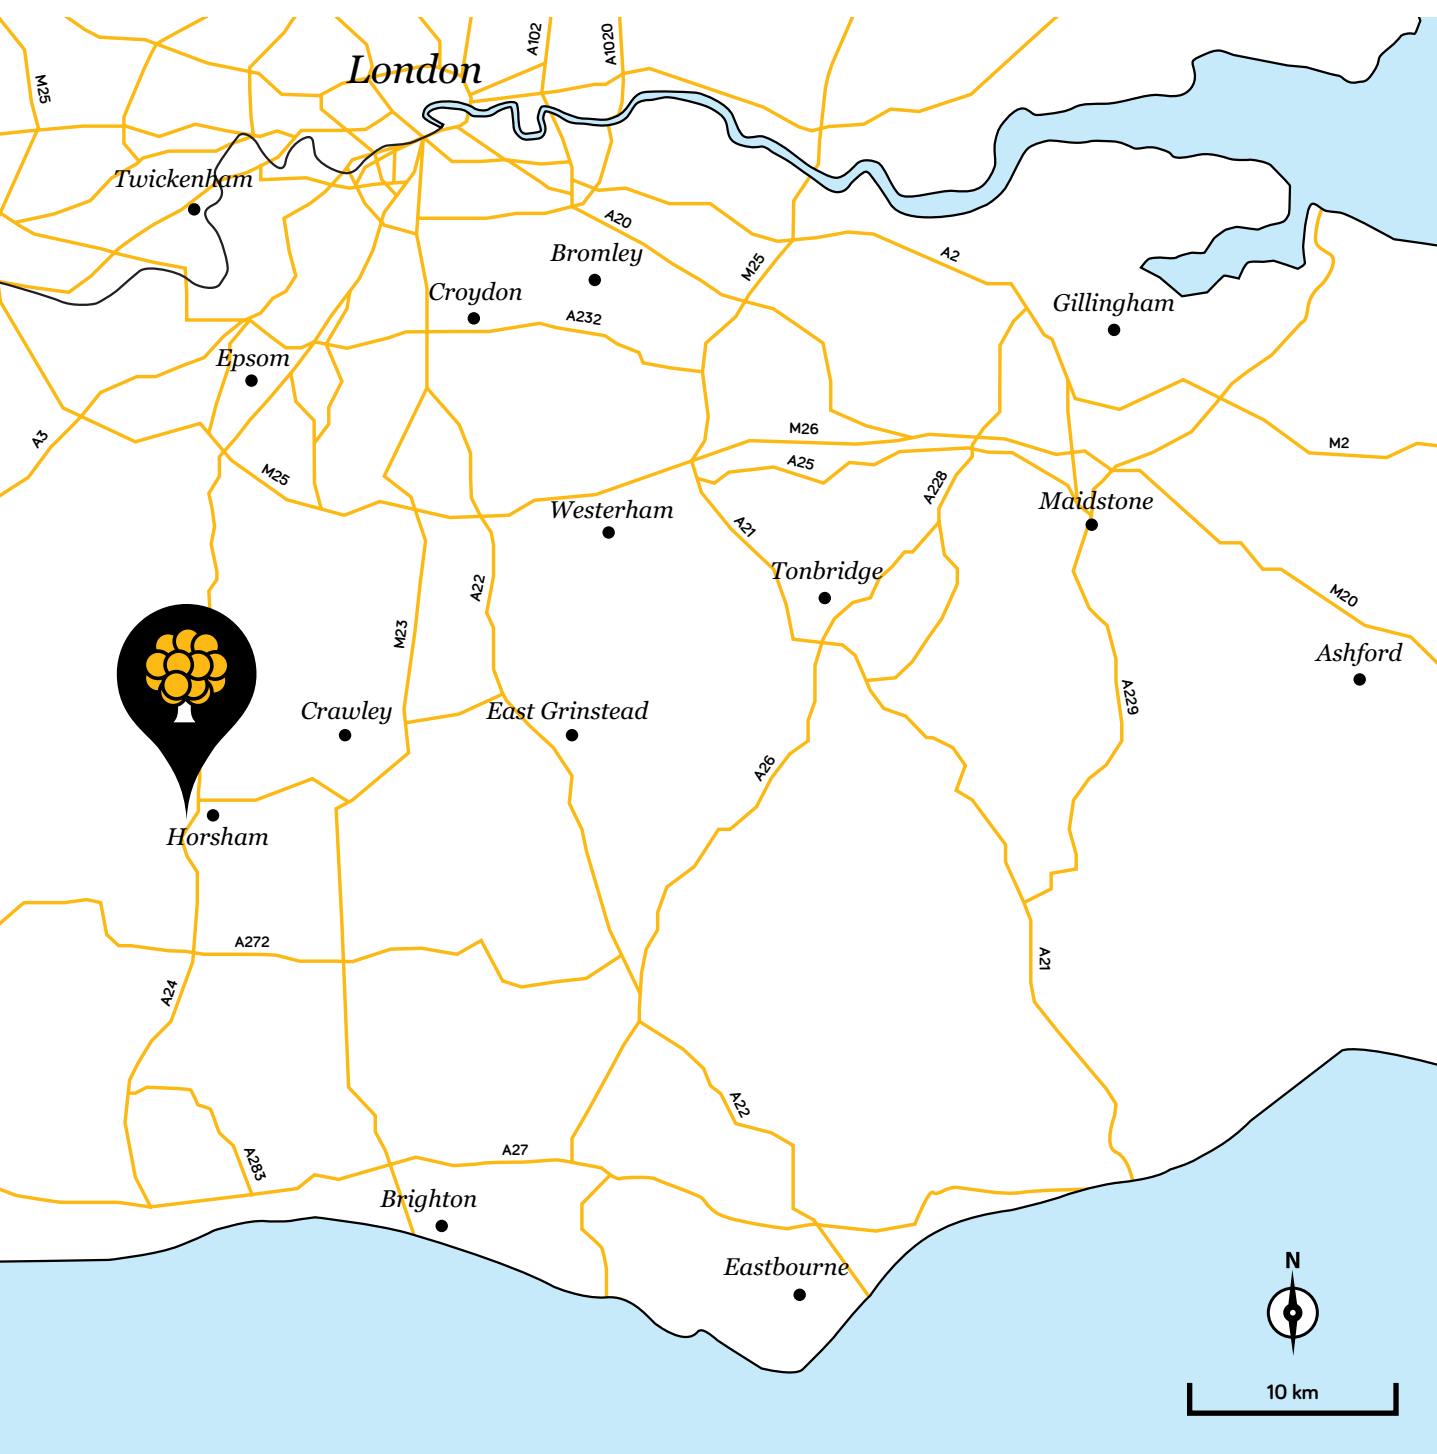 A102
A1020
London
M25
Twickenham
A20
Bromley
A2
M25
Croydon
Gillingham
A232
Epsom
M26
A3
M2
A25
M25
A228
Maidstone
Westerham
A21
Tonbridge
A22
M20
M23
Ashford
A229
Crawley
East Grinstead
A26
Horsham
A272
A21
A24
A22
A27
A283
Brighton
Eastbourne
N
10 km